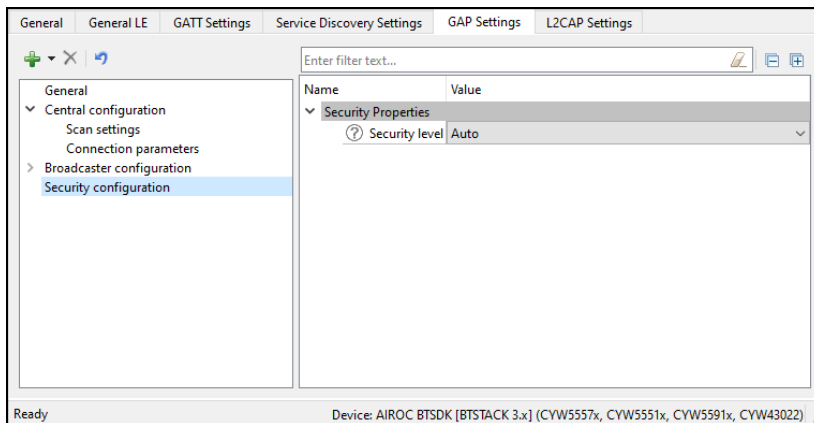 General General LE GATT Settings Service Discovery Settings GAP Settings L2CAP Settings
Enter filter text...
General
Central configuration
Scan settings
Connection parameters
Broadcaster configuration
Security configuration
Name Value
Security Properties
Security level Auto
Ready Device: AIROC BTSDK [BTSTACK 3.x] (CYW5557x, CYW5551x, CYW5591x, CYW43022)